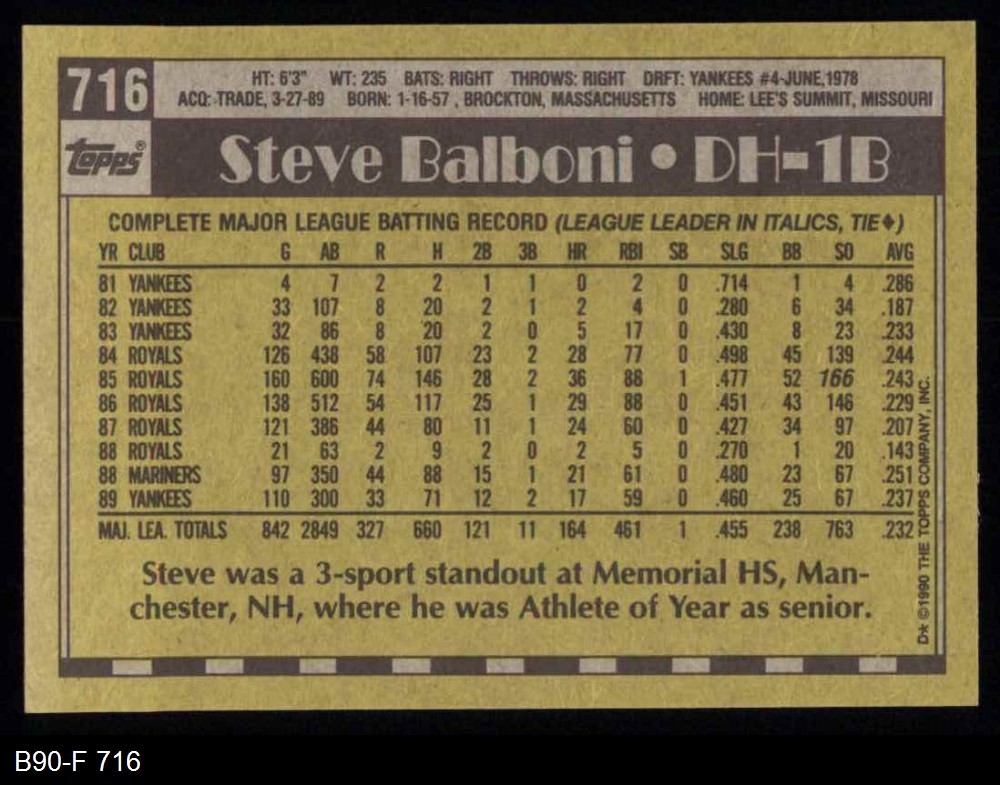 716
HT: 6'3" WT: 235 BATS: RIGHT THROWS: RIGHT DRFT: YANKEES #4-JUNE,1978
ACQ: TRADE, 3-27-89 BORN: 1-16-57 , BROCKTON, MASSACHUSETTS HOME: LEE'S SUMMIT, MISSOURI
topps®
Steve Balboni • DH-1B
COMPLETE MAJOR LEAGUE BATTING RECORD (LEAGUE LEADER IN ITALICS, TIE♦)
YR CLUB G AB R H 2B 3B HR RBI SB SLG BB SO AVG
81 YANKEES 4 7 2 2 1 1 0 2 0 .714 1 4 .286
82 YANKEES 33 107 8 20 2 1 2 4 0 .280 6 34 .187
83 YANKEES 32 86 8 20 2 0 5 17 0 .430 8 23 .233
84 ROYALS 126 438 58 107 23 2 28 77 0 .498 45 139 .244
85 ROYALS 160 600 74 146 28 2 36 88 1 .477 52 166 .243
86 ROYALS 138 512 54 117 25 1 29 88 0 .451 43 146 .229
87 ROYALS 121 386 44 80 11 1 24 60 0 .427 34 97 .207
88 ROYALS 21 63 2 9 2 0 2 5 0 .270 1 20 .143
88 MARINERS 97 350 44 88 15 1 21 61 0 .480 23 67 .251
89 YANKEES 110 300 33 71 12 2 17 59 0 .460 25 67 .237
MAJ. LEA. TOTALS 842 2849 327 660 121 11 164 461 1 .455 238 763 .232
Steve was a 3-sport standout at Memorial HS, Man-
chester, NH, where he was Athlete of Year as senior.
D* ©1990 THE TOPPS COMPANY, INC.
B90-F 716